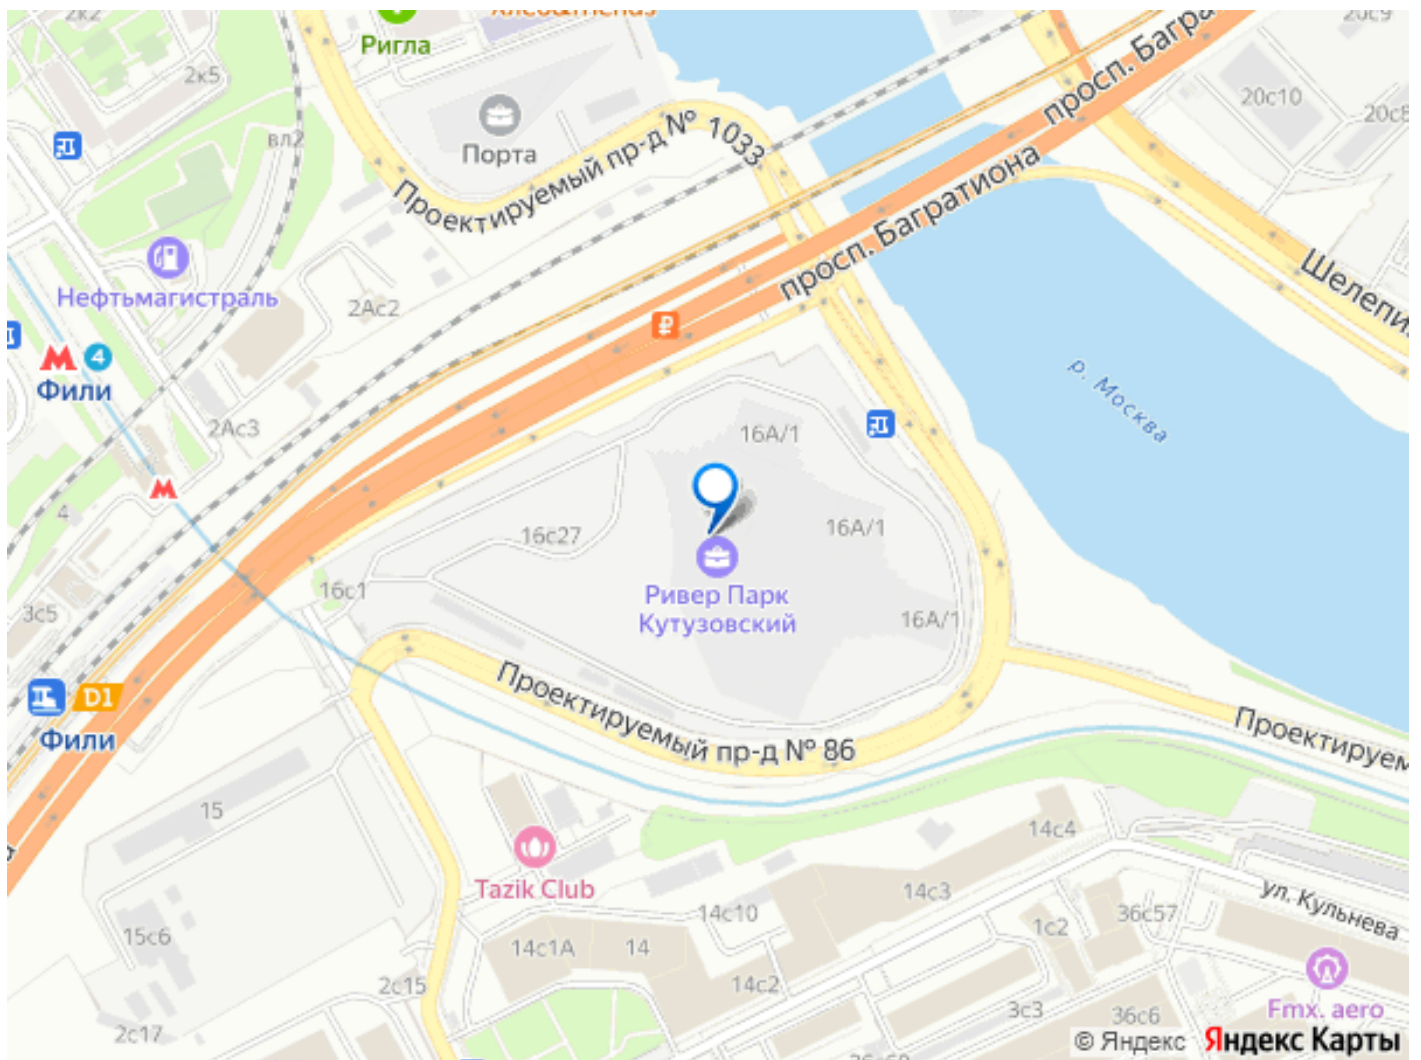 2к2
Ригла
2к5
вл2
Порта
Проектируемый пр-д № 1033
просп. Багра
20с9
20с10
20с8
просп. Багратиона
Шелепи
Нефтьмагистраль
2Ас2
₽
М 4
Фили
р. Москва
2Ас3
16А/1
М
4
16с27
16А/1
16с1
3с5
Ривер Парк
Кутузовский
16А/1
D1
Фили
Проектируемый пр-д № 86
Проектируем
15
14с4
Tazik Club
14с3
ул. Кульнева
14с10
36с57
1с2
15с6
14с1А
14
14с2
2с15
3с3
36с6
Fmx. aero
2с17
© Яндекс Яндекс Карты